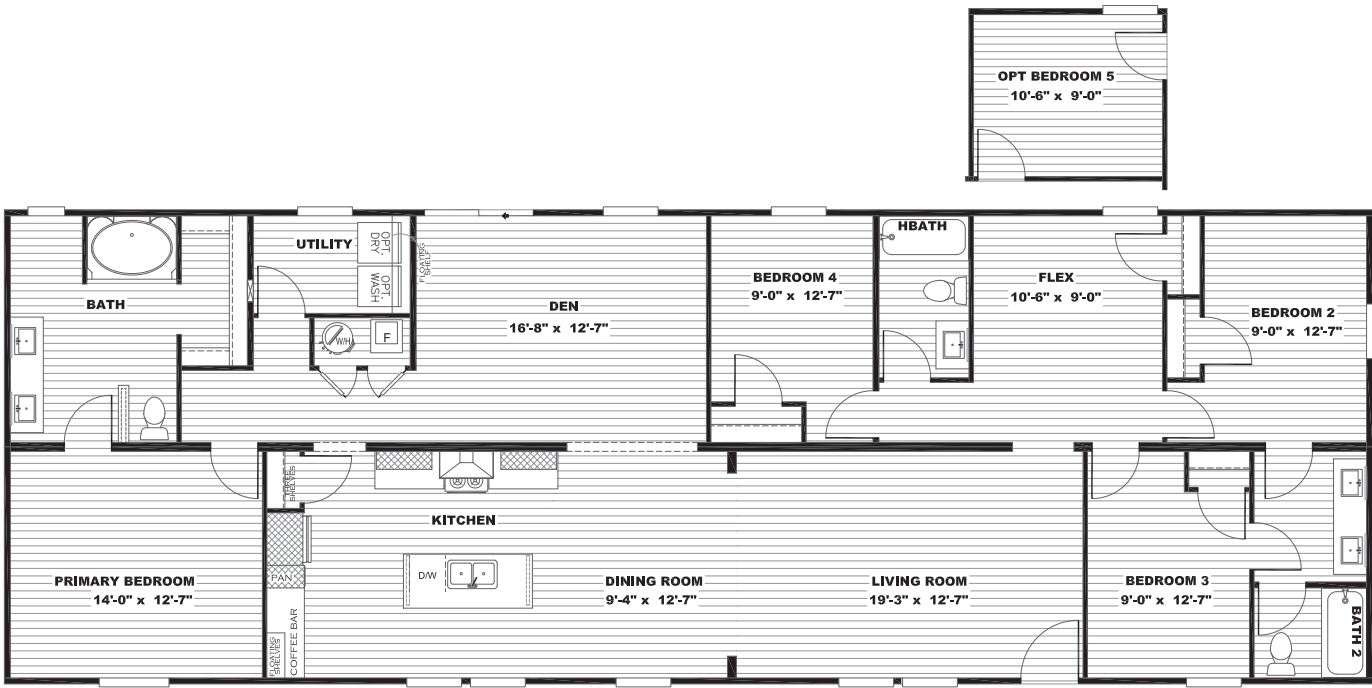 OPT BEDROOM 5
10'-6" x 9'-0"
UTILITY
OPT.
DRY.
OPT.
WASH
FLOATING
SHELF
W/H
F
BATH
DEN
16'-8" x 12'-7"
BEDROOM 4
9'-0" x 12'-7"
HBATH
FLEX
10'-6" x 9'-0"
BEDROOM 2
9'-0" x 12'-7"
PRIMARY BEDROOM
14'-0" x 12'-7"
SHELVES
KITCHEN
D/W
PAN
COFFEE BAR
FLOATING
SHELVES
DINING ROOM
9'-4" x 12'-7"
LIVING ROOM
19'-3" x 12'-7"
BEDROOM 3
9'-0" x 12'-7"
BATH 2